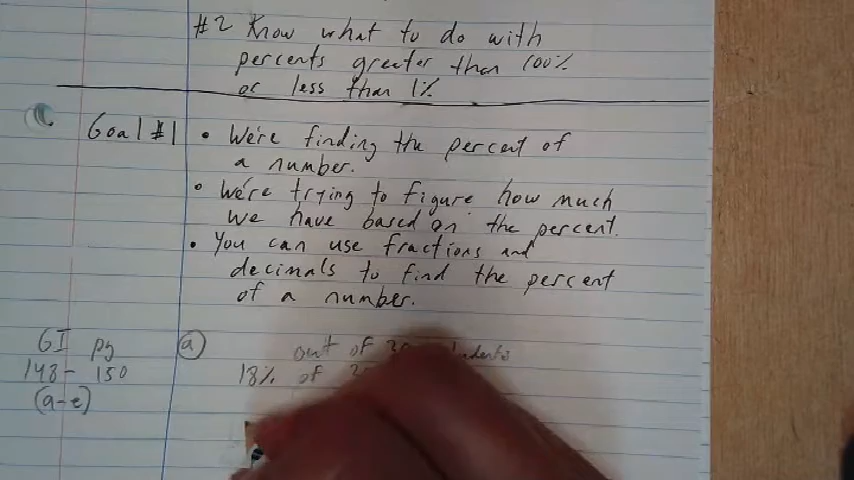 #2 Know what to do with
percents greater than 100%
or less than 1%
Goal #1 • We're finding the percent of
a number.
• We're trying to figure how much
we have based on the percent.
• You can use fractions and
decimals to find the percent
of a number.
GI pg (a) out of
148- 150 18% of
(a-e)